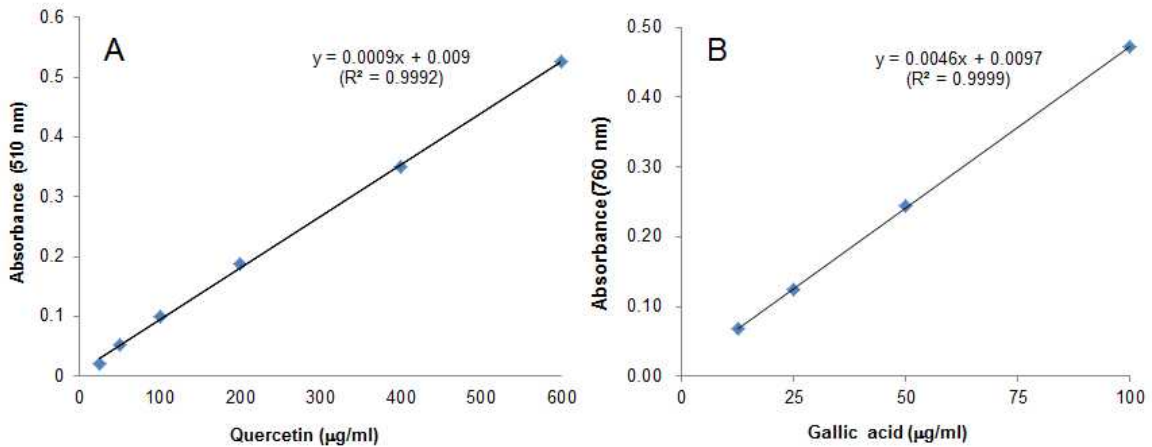 A
y = 0.0009x + 0.009
(R² = 0.9992)
Absorbance (510 nm)
0.6
0.5
0.4
0.3
0.2
0.1
0
0 100 200 300 400 500 600
Quercetin (µg/ml)
B
y = 0.0046x + 0.0097
(R² = 0.9999)
Absorbance(760 nm)
0.50
0.40
0.30
0.20
0.10
0.00
0 25 50 75 100
Gallic acid (µg/ml)